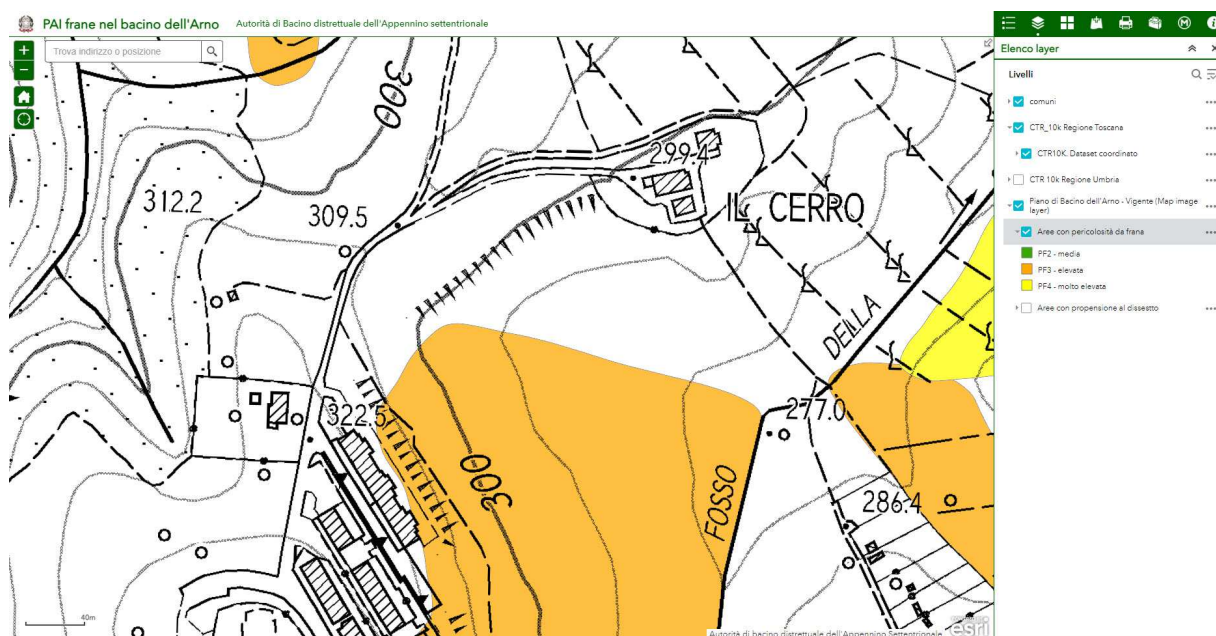 PAI frane nel bacino dell'Arno
Autorità di Bacino distrettuale dell'Appennino settentrionale
Trova indirizzo o posizione
Elenco layer
Livelli
comuni
CTR_10k Regione Toscana
CTR10K. Dataset coordinato
CTR 10k Regione Umbria
Piano di Bacino dell'Arno - Vigente (Map image
layer)
Aree con pericolosità da frana
PF2 - media
PF3 - elevata
PF4 - molto elevata
Aree con propensione al dissestto
300
299.4
312.2
309.5
IL CERRO
DELLA
322.5
277.0
300
FOSSO
286.4
40m
Autorità di bacino distrettuale dell'Appennino Settentrionale
esri